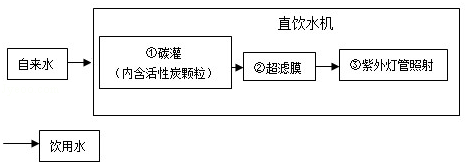 直饮水机
自来水
①碳灌
（内含活性炭颗粒）
②超滤膜
③紫外灯管照射
饮用水